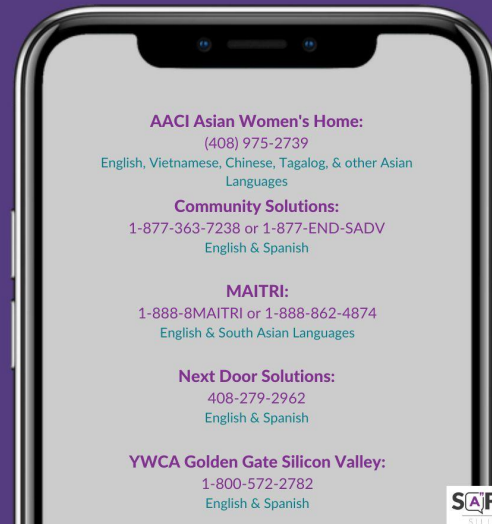 AACI Asian Women's Home:
(408) 975-2739
English, Vietnamese, Chinese, Tagalog, & other Asian
Languages
Community Solutions:
1-877-363-7238 or 1-877-END-SADV
English & Spanish
MAITRI:
1-888-8MAITRI or 1-888-862-4874
English & South Asian Languages
Next Door Solutions:
408-279-2962
English & Spanish
YWCA Golden Gate Silicon Valley:
1-800-572-2782
English & Spanish